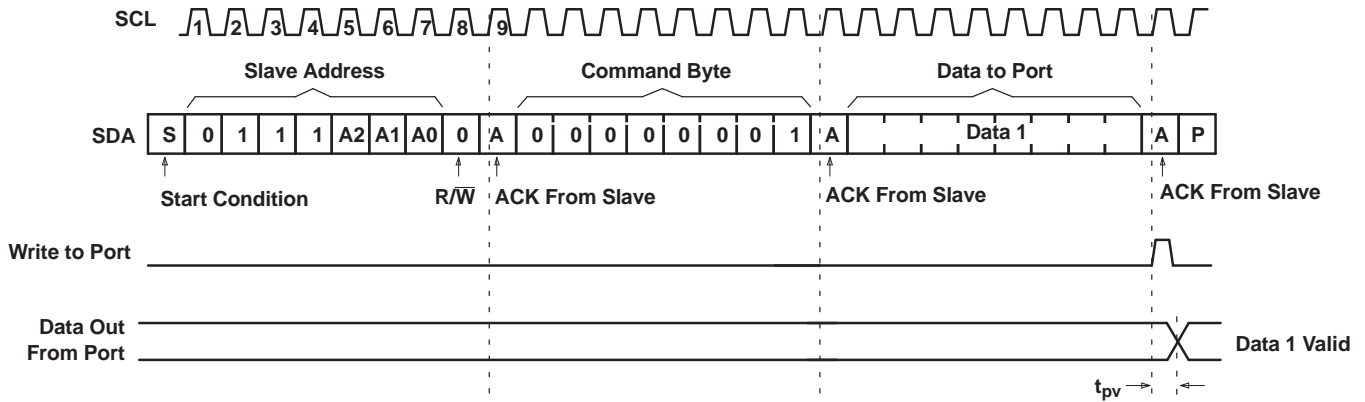 SCL 1 2 3 4 5 6 7 8 9
Slave Address Command Byte Data to Port
SDA S 0 1 1 1 A2 A1 A0 0 A 0 0 0 0 0 0 0 1 A Data 1 A P
Start Condition R/W̅ ACK From Slave ACK From Slave ACK From Slave
Write to Port
Data Out
From Port
Data 1 Valid
tpv